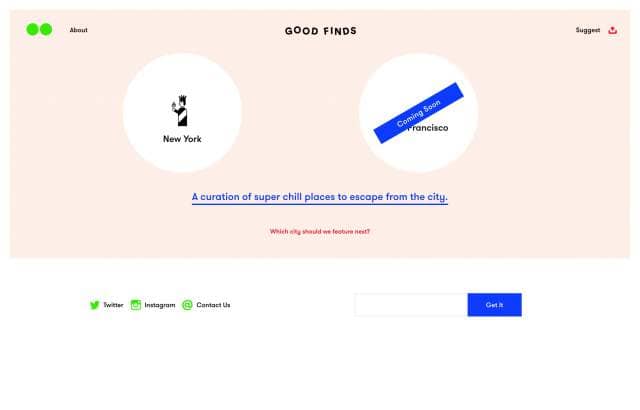 About
GOOD FINDS
Suggest
New York
Coming Soon
Francisco
A curation of super chill places to escape from the city.
Which city should we feature next?
Twitter
Instagram
Contact Us
Get It